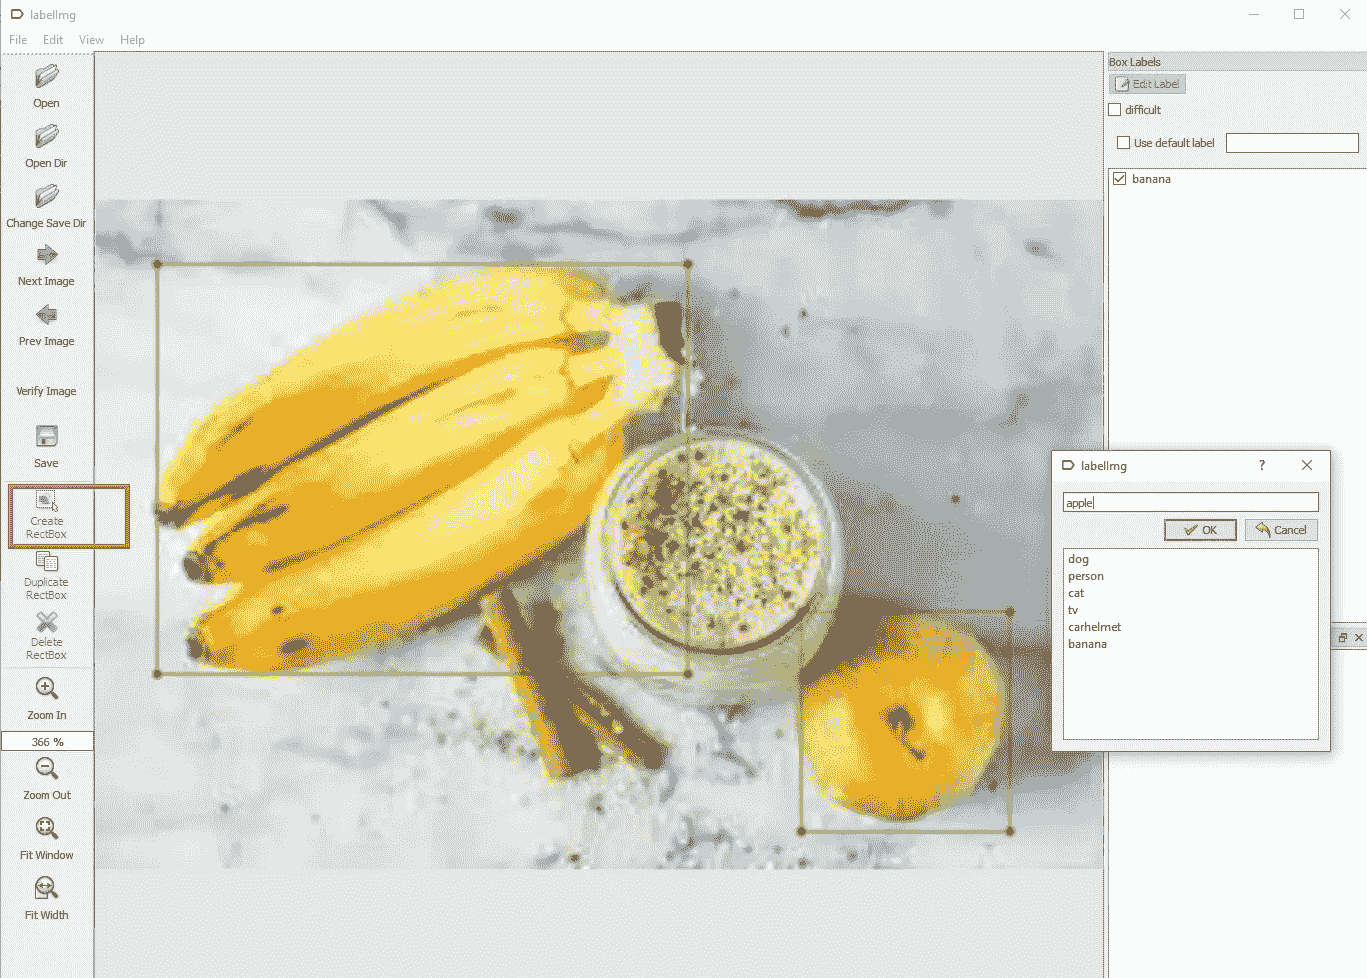 labelImg
File Edit View Help
Open
Open Dir
Change Save Dir
Next Image
Prev Image
Verify Image
Save
Create
RectBox
Duplicate
RectBox
Delete
RectBox
Zoom In
366 %
Zoom Out
Fit Window
Fit Width
Box Labels
Edit Label
difficult
Use default label
banana
labelImg ?
apple
OK Cancel
dog
person
cat
tv
carhelmet
banana